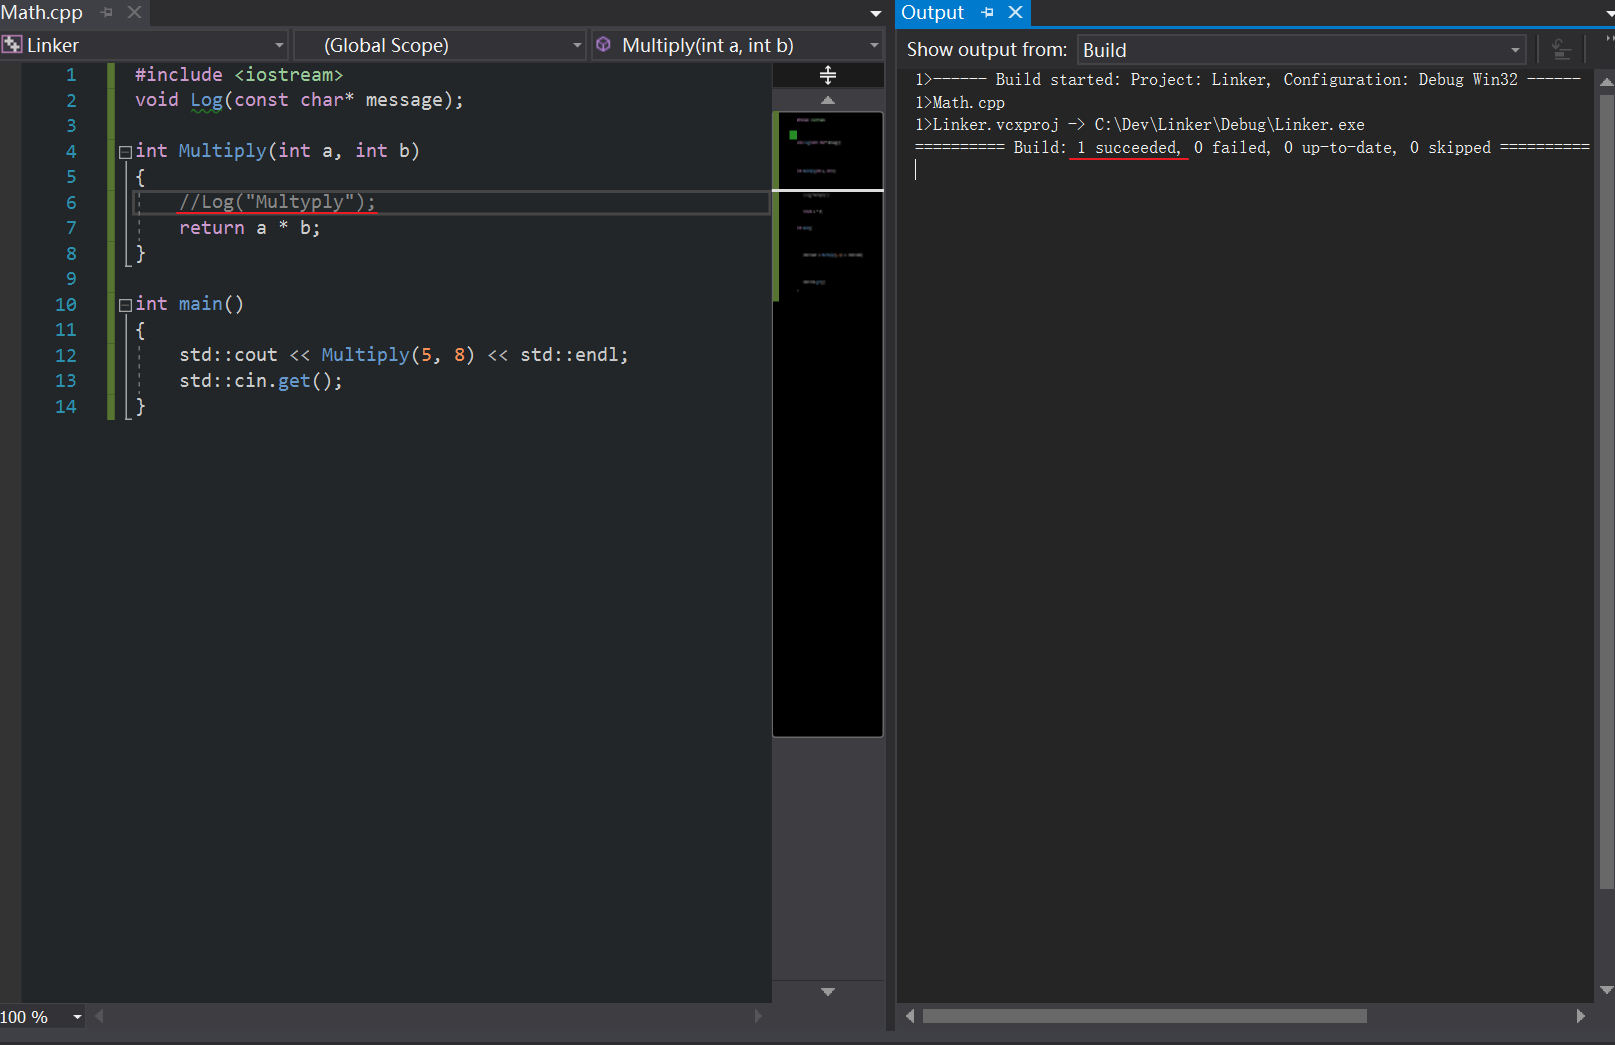 Math.cpp
Linker (Global Scope) Multiply(int a, int b)
1 #include <iostream>
2 void Log(const char* message);
3
4 int Multiply(int a, int b)
5 {
6 //Log("Multyply");
7 return a * b;
8 }
9
10 int main()
11 {
12 std::cout << Multiply(5, 8) << std::endl;
13 std::cin.get();
14 }
100 %
Output
Show output from: Build
1>------ Build started: Project: Linker, Configuration: Debug Win32 ------
1>Math.cpp
1>Linker.vcxproj -> C:\Dev\Linker\Debug\Linker.exe
========== Build: 1 succeeded, 0 failed, 0 up-to-date, 0 skipped ==========